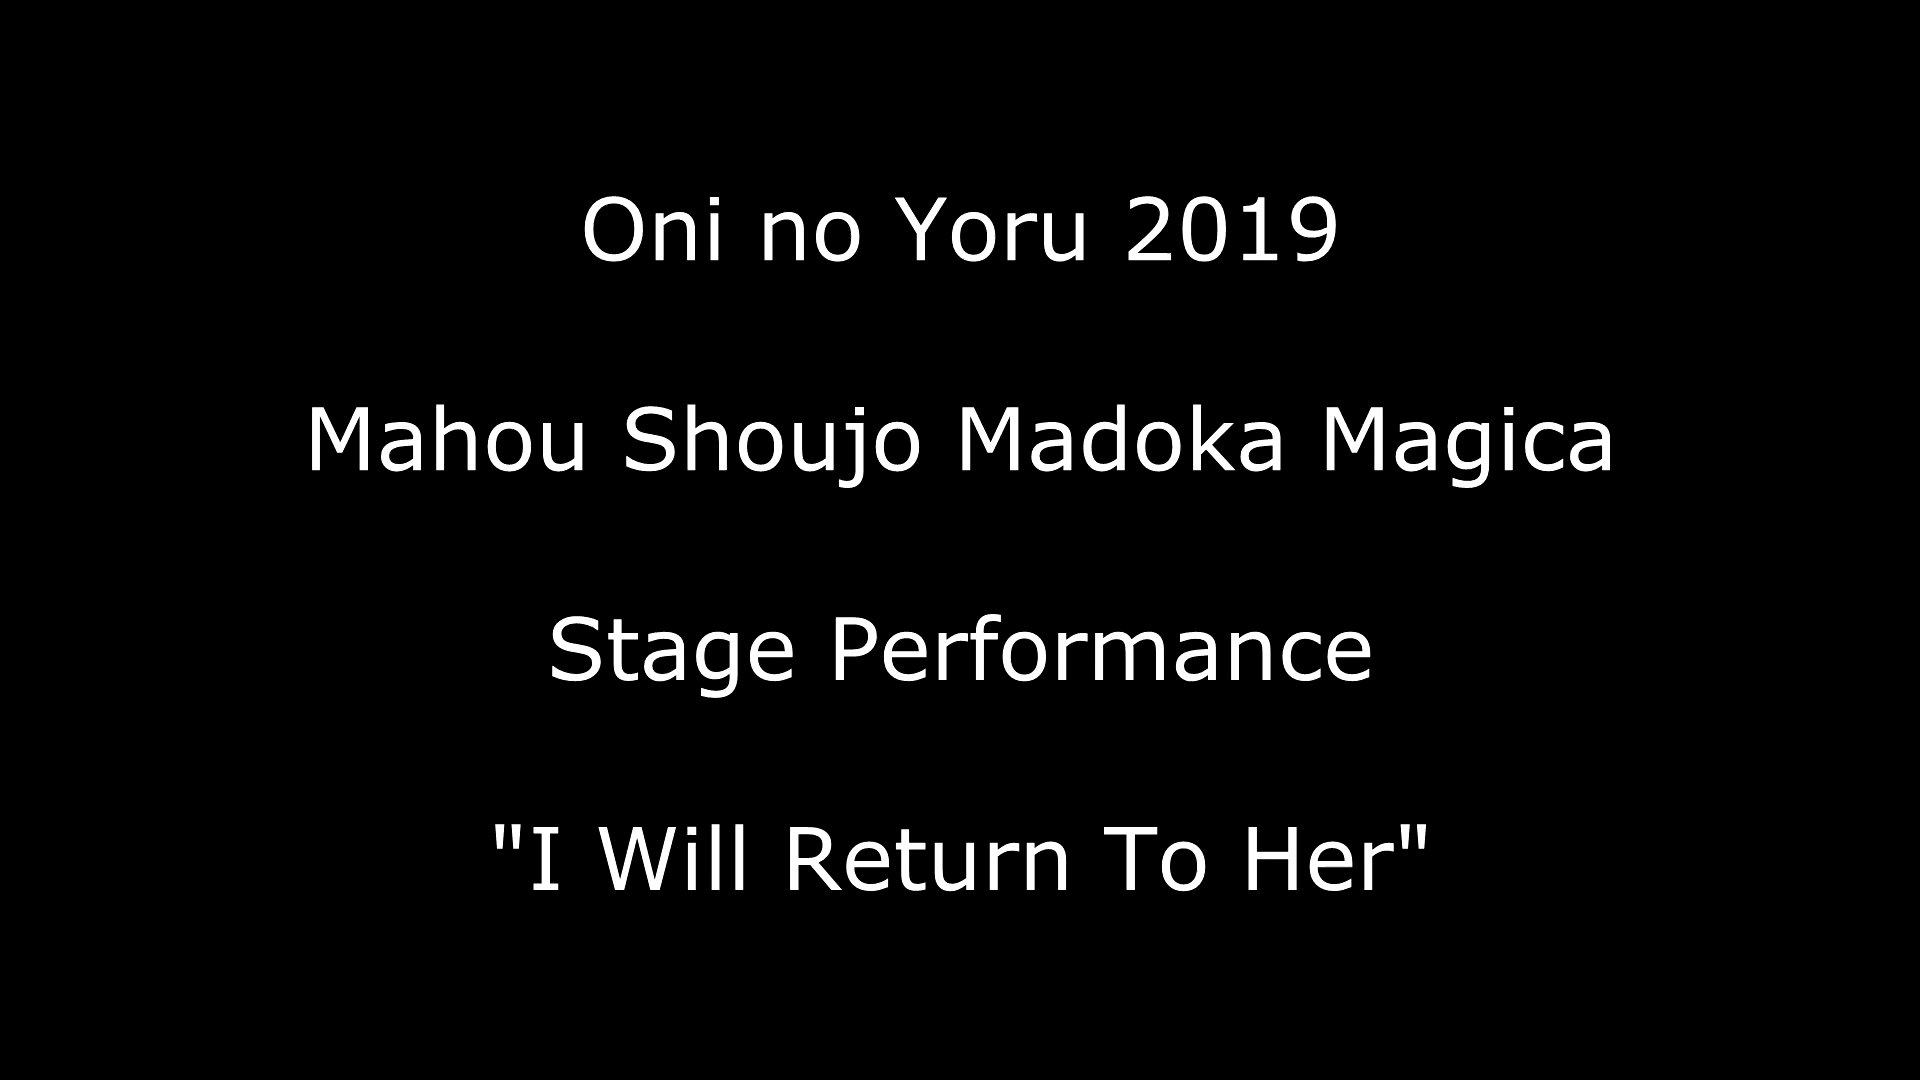 Oni no Yoru 2019
Mahou Shoujo Madoka Magica
Stage Performance
"I Will Return To Her"